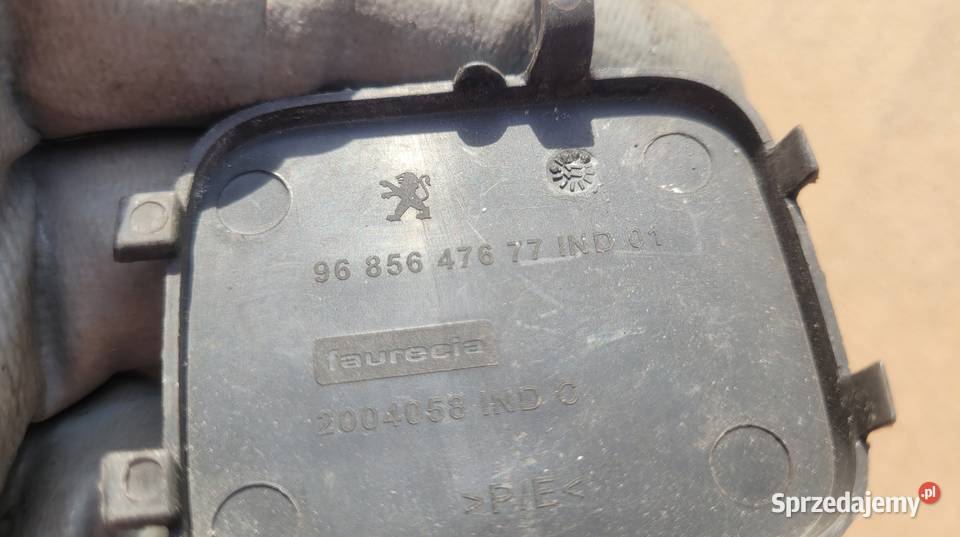 96 856 476 77 IND 01
faurecia
2004058 IND C
>P/E<
Sprzedajemy.pl